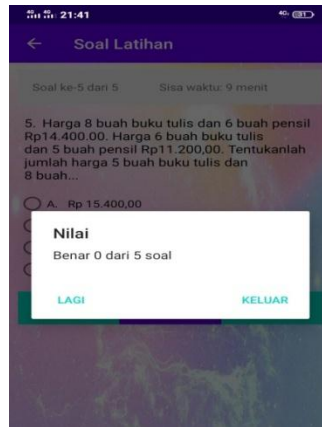 21:41
Soal Latihan
Soal ke-5 dari 5 Sisa waktu: 9 menit
5. Harga 8 buah buku tulis dan 6 buah pensil
Rp14.400.00. Harga 6 buah buku tulis
dan 5 buah pensil Rp11.200,00. Tentukanlah
jumlah harga 5 buah buku tulis dan
8 buah...
A. Rp 15.400,00
Nilai
Benar 0 dari 5 soal
LAGI KELUAR